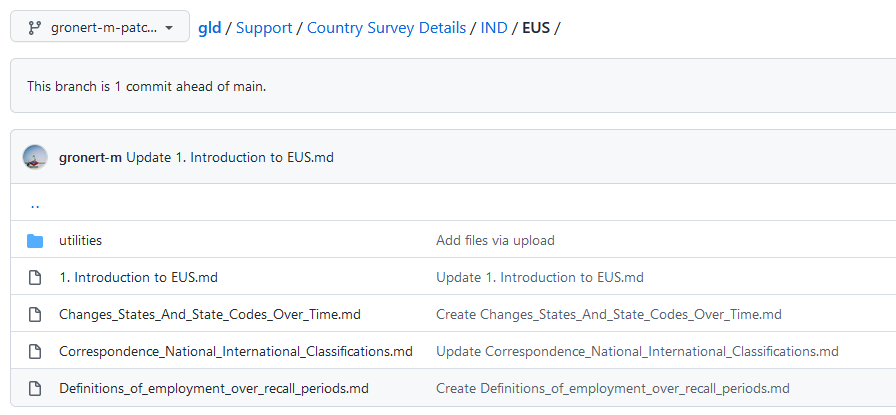 gronert-m-patc... gld / Support / Country Survey Details / IND / EUS /
This branch is 1 commit ahead of main.
gronert-m Update 1. Introduction to EUS.md
..
utilities Add files via upload
1. Introduction to EUS.md Update 1. Introduction to EUS.md
Changes_States_And_State_Codes_Over_Time.md Create Changes_States_And_State_Codes_Over_Time.md
Correspondence_National_International_Classifications.md Update Correspondence_National_International_Classifications.md
Definitions_of_employment_over_recall_periods.md Create Definitions_of_employment_over_recall_periods.md